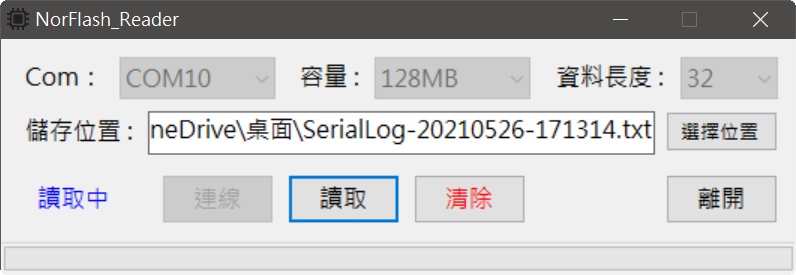 NorFlash_Reader
Com： COM10 容量： 128MB 資料長度： 32
儲存位置： neDrive\桌面\SerialLog-20210526-171314.txt 選擇位置
讀取中 連線 讀取 清除 離開